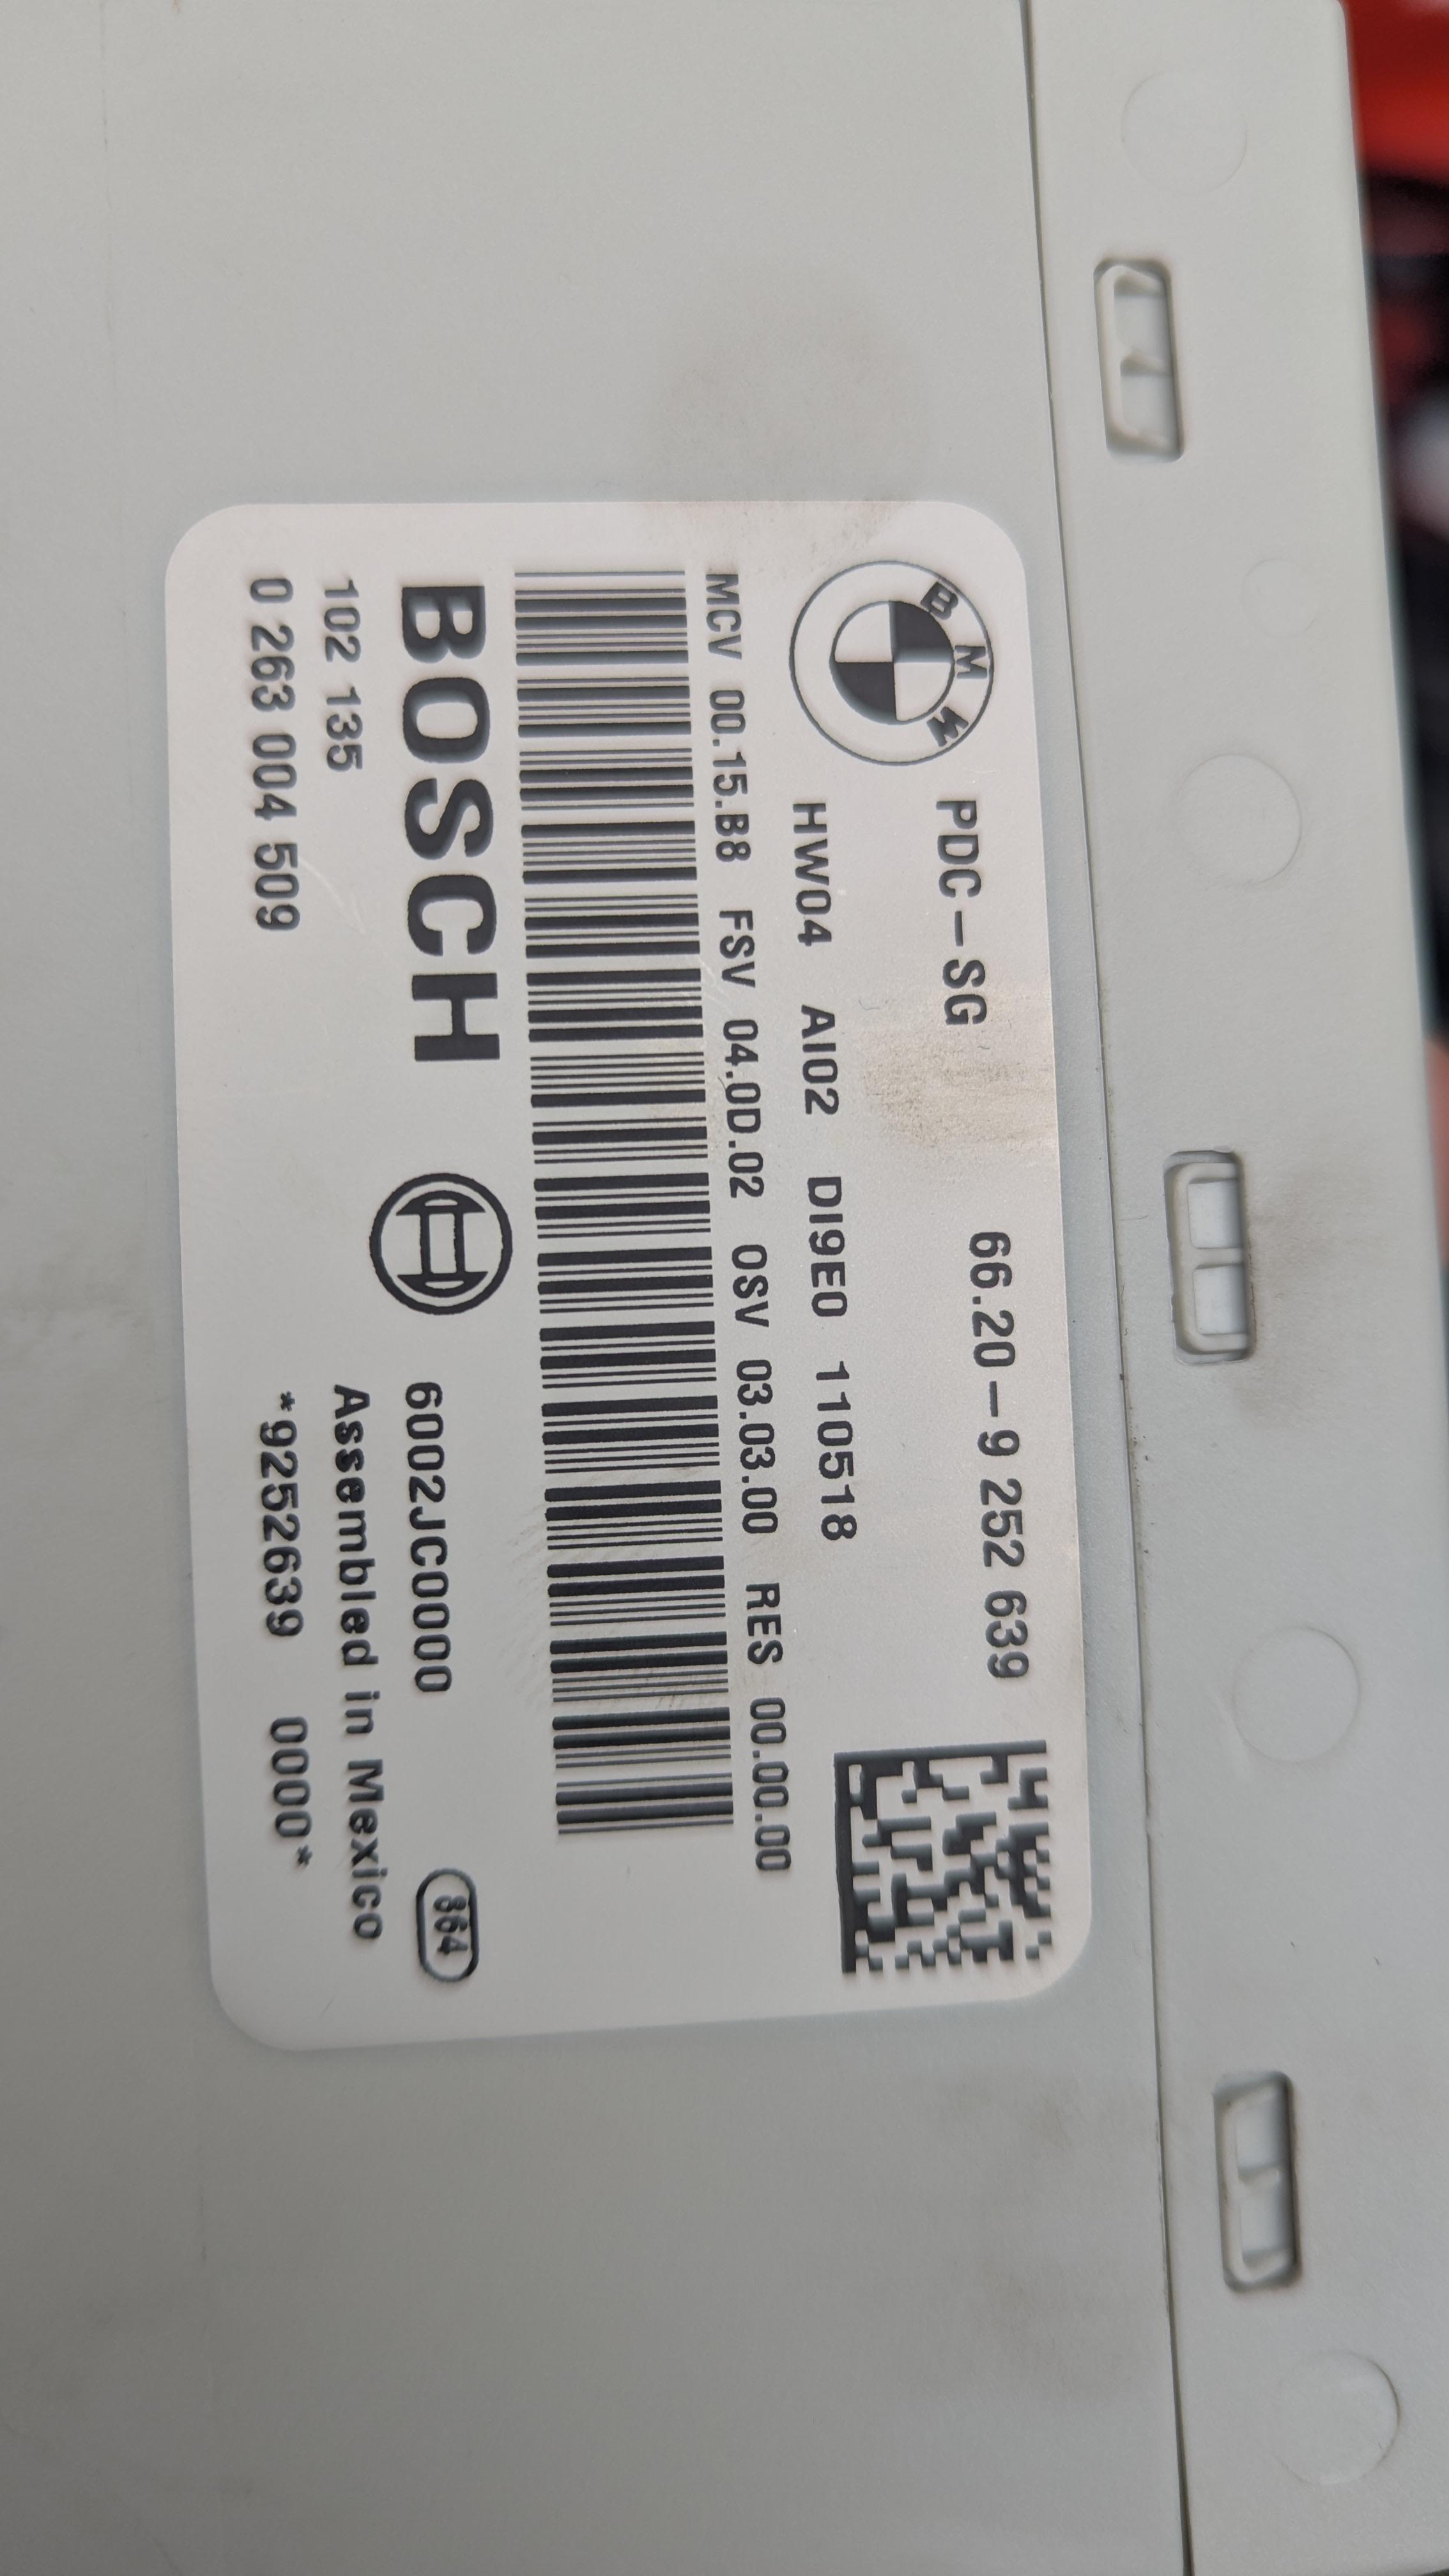 BMW
PDC-SG 66.20-9 252 639
HW04 AI02 DI9E0 110518
MCV 00.15.B8 FSV 04.0D.02 OSV 03.03.00 RES 00.00.00
BOSCH 6002JC0000 864
102 135 Assembled in Mexico
0 263 004 509 *9252639 0000*